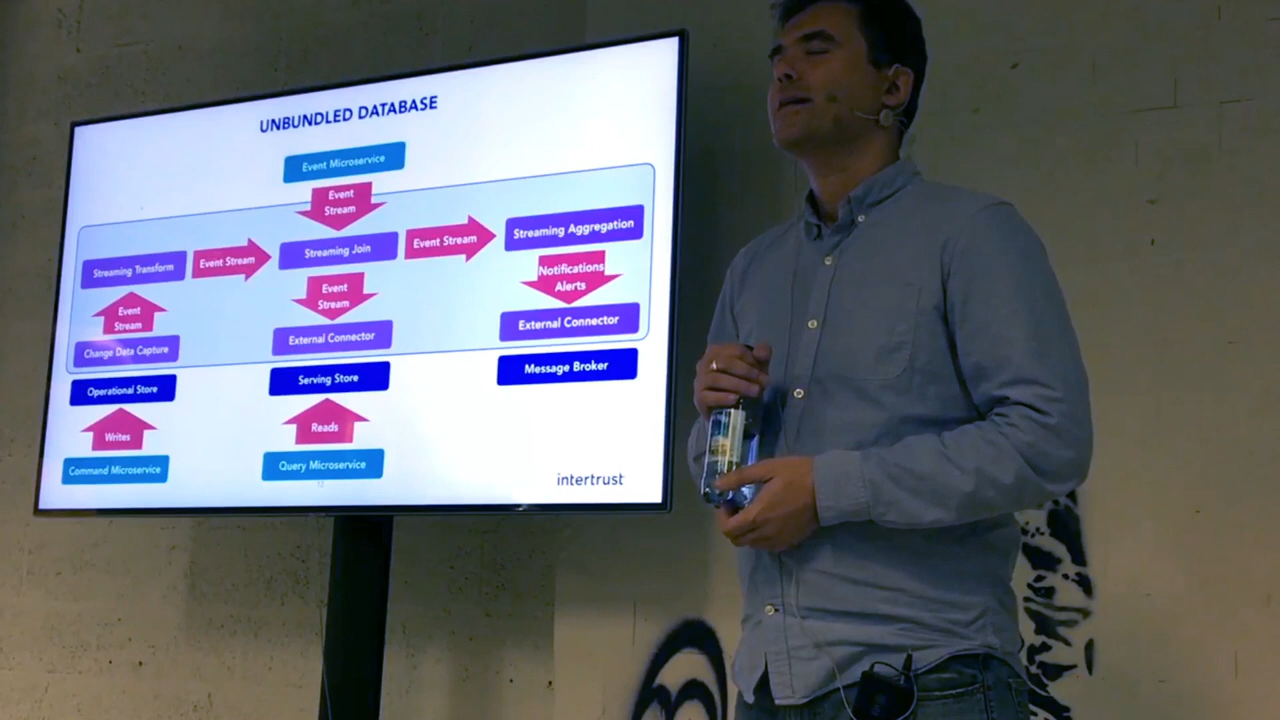 UNBUNDLED DATABASE
Event Microservice
Event
Stream
Streaming Transform
Event Stream
Streaming Join
Event Stream
Streaming Aggregation
Event
Stream
Event
Stream
Notifications
Alerts
Change Data Capture
External Connector
External Connector
Operational Store
Serving Store
Message Broker
Writes
Reads
Command Microservice
Query Microservice
12
intertrust